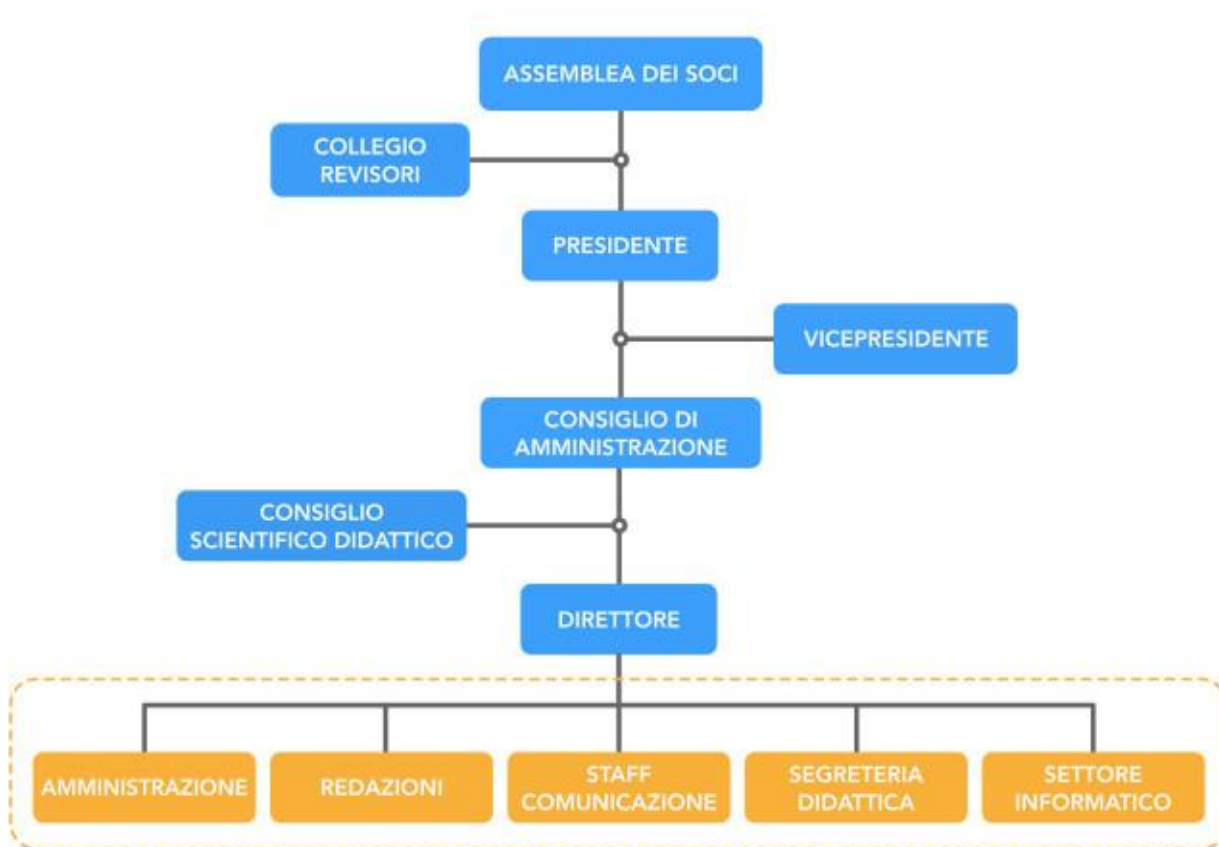 ASSEMBLEA DEI SOCI
COLLEGIO
REVISORI
PRESIDENTE
VICEPRESIDENTE
CONSIGLIO DI
AMMINISTRAZIONE
CONSIGLIO
SCIENTIFICO DIDATTICO
DIRETTORE
AMMINISTRAZIONE
REDAZIONI
STAFF
COMUNICAZIONE
SEGRETERIA
DIDATTICA
SETTORE
INFORMATICO